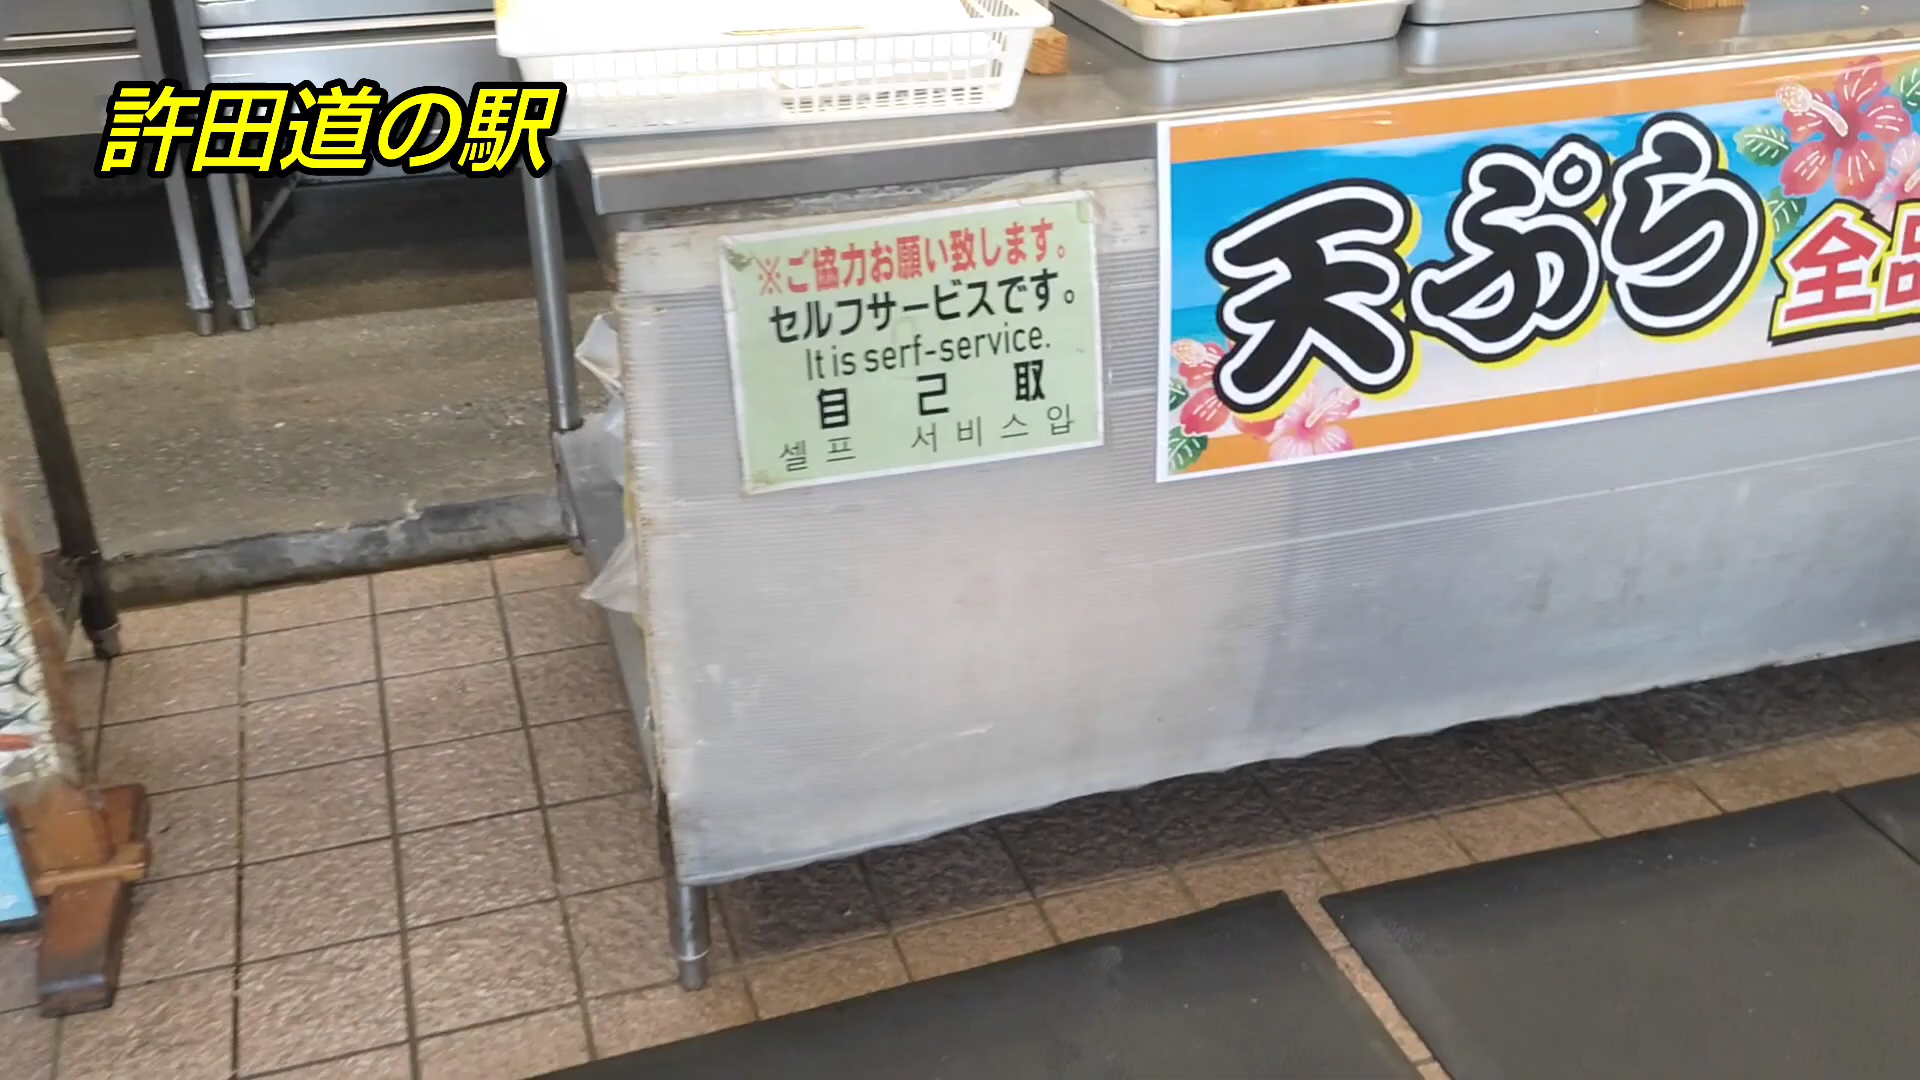 許田道の駅
※ご協力お願い致します。
セルフサービスです。
It is serf-service.
自 己 取
셀 프 서 비 스 입
天ぷら
全品